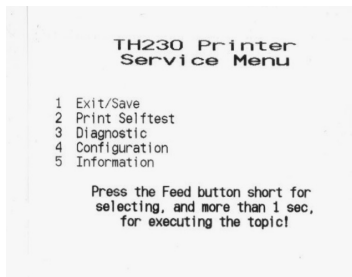 TH230 Printer
Service Menu
1 Exit/Save
2 Print Selftest
3 Diagnostic
4 Configuration
5 Information
Press the Feed button short for
selecting, and more than 1 sec,
for executing the topic!